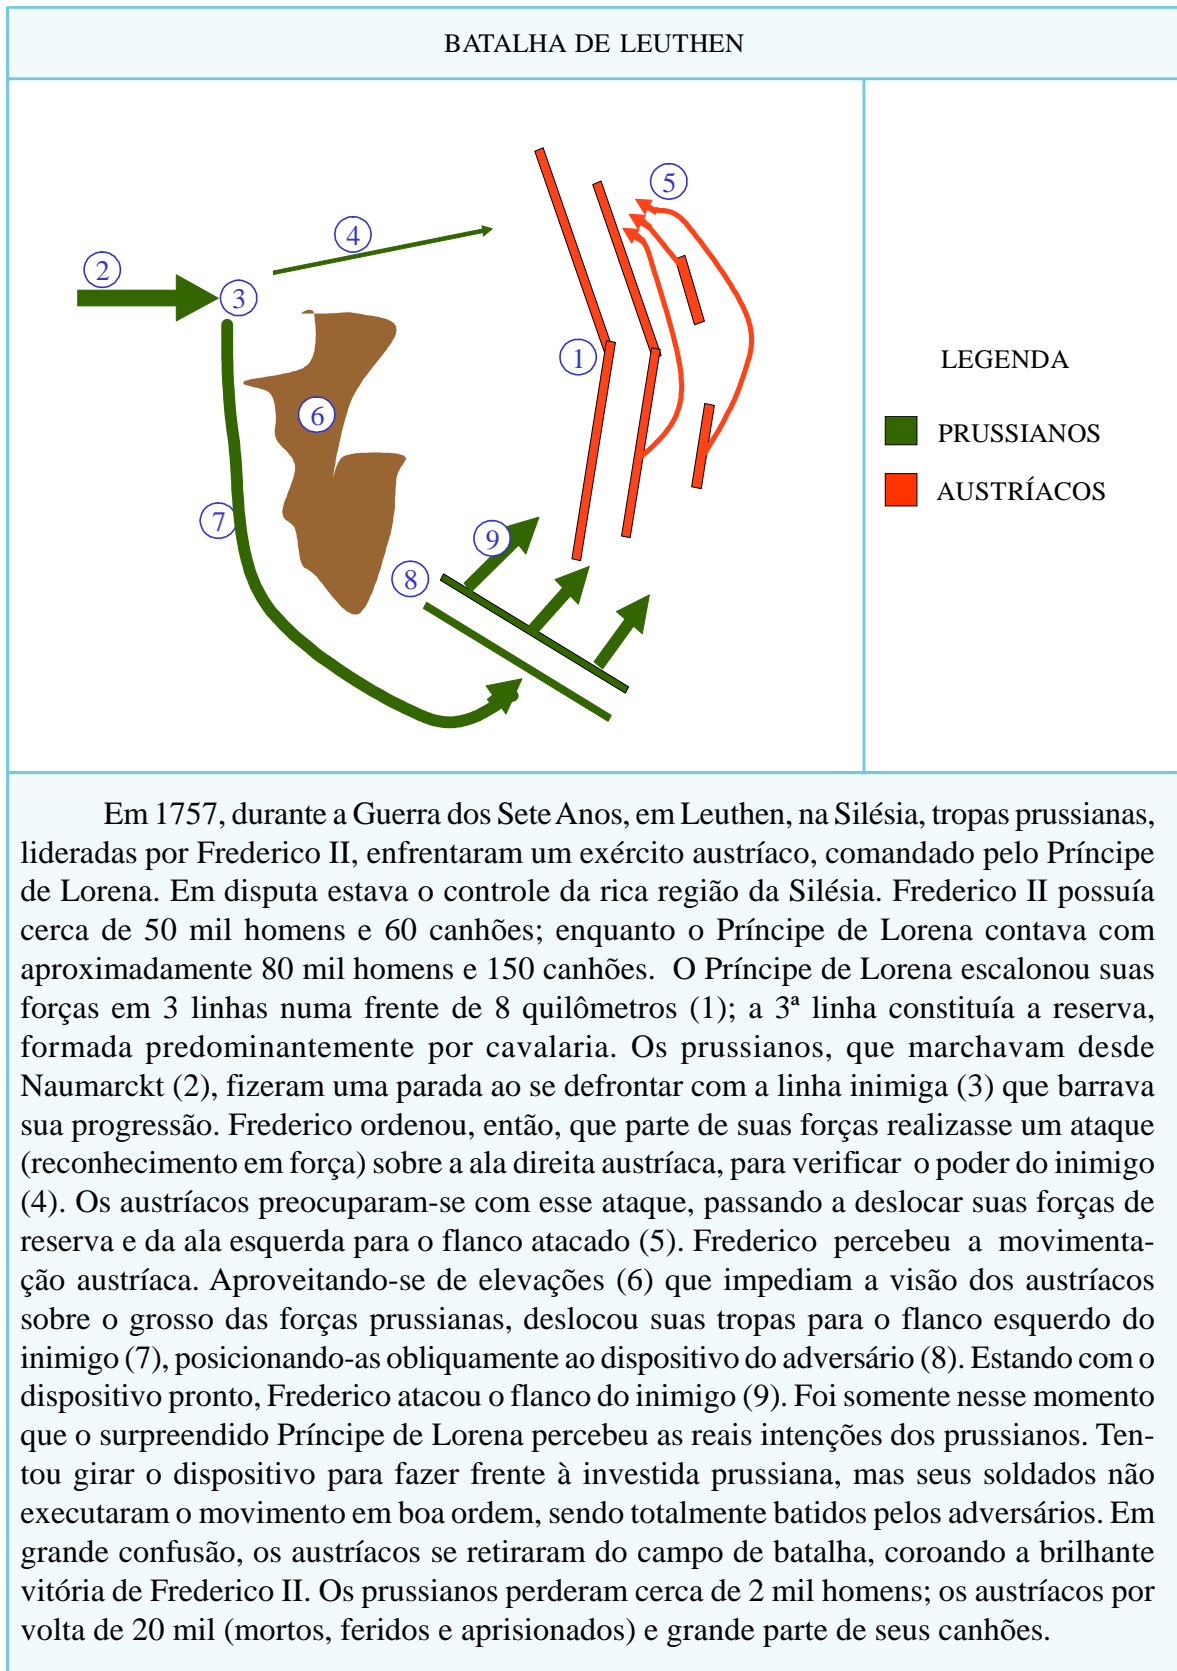 BATALHA DE LEUTHEN
5
4
2
3
1
6
7
9
8
LEGENDA
PRUSSIANOS
AUSTRÍACOS
Em 1757, durante a Guerra dos Sete Anos, em Leuthen, na Silésia, tropas prussianas,
lideradas por Frederico II, enfrentaram um exército austríaco, comandado pelo Príncipe
de Lorena. Em disputa estava o controle da rica região da Silésia. Frederico II possuía
cerca de 50 mil homens e 60 canhões; enquanto o Príncipe de Lorena contava com
aproximadamente 80 mil homens e 150 canhões. O Príncipe de Lorena escalonou suas
forças em 3 linhas numa frente de 8 quilômetros (1); a 3ª linha constituía a reserva,
formada predominantemente por cavalaria. Os prussianos, que marchavam desde
Naumarckt (2), fizeram uma parada ao se defrontar com a linha inimiga (3) que barrava
sua progressão. Frederico ordenou, então, que parte de suas forças realizasse um ataque
(reconhecimento em força) sobre a ala direita austríaca, para verificar o poder do inimigo
(4). Os austríacos preocuparam-se com esse ataque, passando a deslocar suas forças de
reserva e da ala esquerda para o flanco atacado (5). Frederico percebeu a movimenta-
ção austríaca. Aproveitando-se de elevações (6) que impediam a visão dos austríacos
sobre o grosso das forças prussianas, deslocou suas tropas para o flanco esquerdo do
inimigo (7), posicionando-as obliquamente ao dispositivo do adversário (8). Estando com o
dispositivo pronto, Frederico atacou o flanco do inimigo (9). Foi somente nesse momento
que o surpreendido Príncipe de Lorena percebeu as reais intenções dos prussianos. Ten-
tou girar o dispositivo para fazer frente à investida prussiana, mas seus soldados não
executaram o movimento em boa ordem, sendo totalmente batidos pelos adversários. Em
grande confusão, os austríacos se retiraram do campo de batalha, coroando a brilhante
vitória de Frederico II. Os prussianos perderam cerca de 2 mil homens; os austríacos por
volta de 20 mil (mortos, feridos e aprisionados) e grande parte de seus canhões.